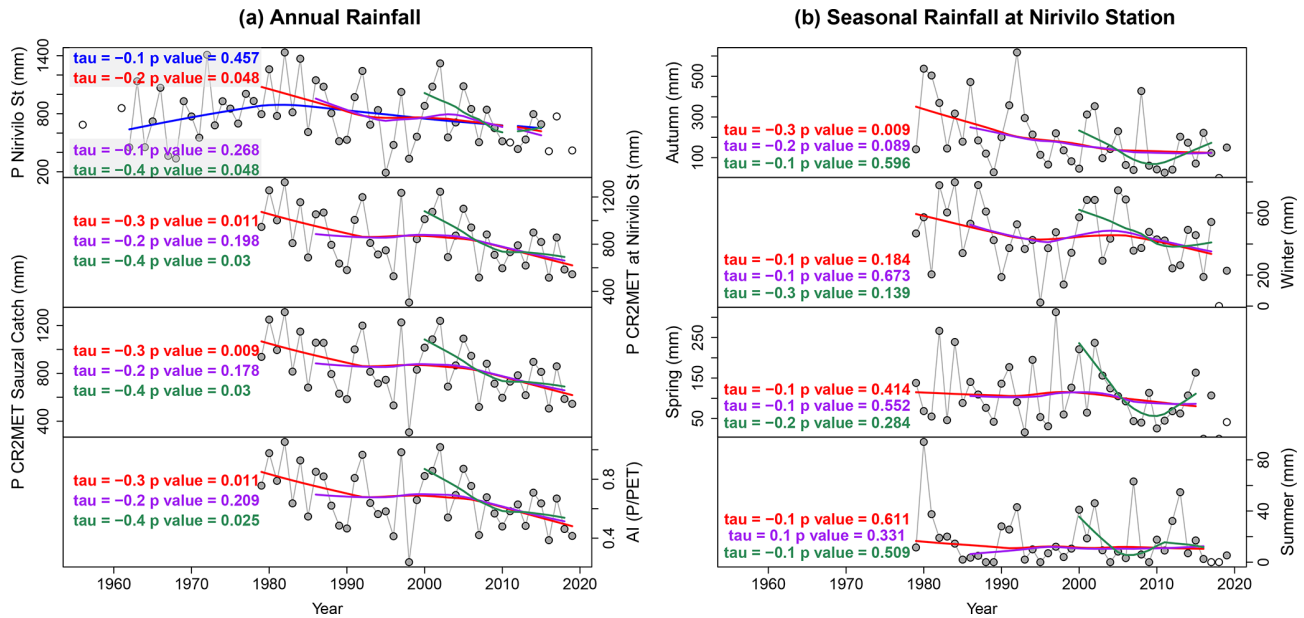 (a) Annual Rainfall
P Nirivilo St (mm)
200
800
1400
tau = −0.1 p value = 0.457
tau = −0.2 p value = 0.048
tau = −0.1 p value = 0.268
tau = −0.4 p value = 0.048
P CR2MET at Nirivilo St (mm)
400
800
1200
tau = −0.3 p value = 0.011
tau = −0.2 p value = 0.198
tau = −0.4 p value = 0.03
P CR2MET Sauzzal Catch (mm)
400
800
1200
tau = −0.3 p value = 0.009
tau = −0.2 p value = 0.178
tau = −0.4 p value = 0.03
AI (P/PET)
0.4
0.8
tau = −0.3 p value = 0.011
tau = −0.2 p value = 0.209
tau = −0.4 p value = 0.025
1960 1970 1980 1990 2000 2010 2020
Year
(b) Seasonal Rainfall at Nirivilo Station
Autumn (mm)
100
300
500
tau = −0.3 p value = 0.009
tau = −0.2 p value = 0.089
tau = −0.1 p value = 0.596
Winter (mm)
0
200
600
tau = −0.1 p value = 0.184
tau = −0.1 p value = 0.673
tau = −0.3 p value = 0.139
Spring (mm)
50
150
250
tau = −0.1 p value = 0.414
tau = −0.1 p value = 0.552
tau = −0.2 p value = 0.284
Summer (mm)
0
40
80
tau = −0.1 p value = 0.611
tau = 0.1 p value = 0.331
tau = −0.1 p value = 0.509
1960 1970 1980 1990 2000 2010 2020
Year